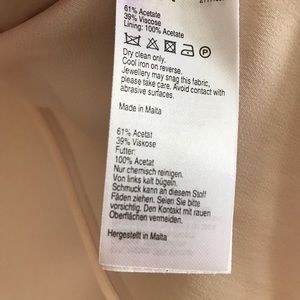 61% Acetate
39% Viscose
Lining: 100% Acetate
Dry clean only.
Cool iron on reverse.
Jewellery may snag this fabric,
please take care. Avoid contact with
abrasive surfaces.
Made in Malta
61% Acetat
39% Viskose
Futter:
100% Acetat
Nur chemisch reinigen.
Von links kalt bügeln.
Schmuck kann an diesem Stoff
Fäden ziehen. Seien Sie bitte
vorsichtig. Den Kontakt mit rauen
Oberflächen vermeiden.
Hergestellt in Malta